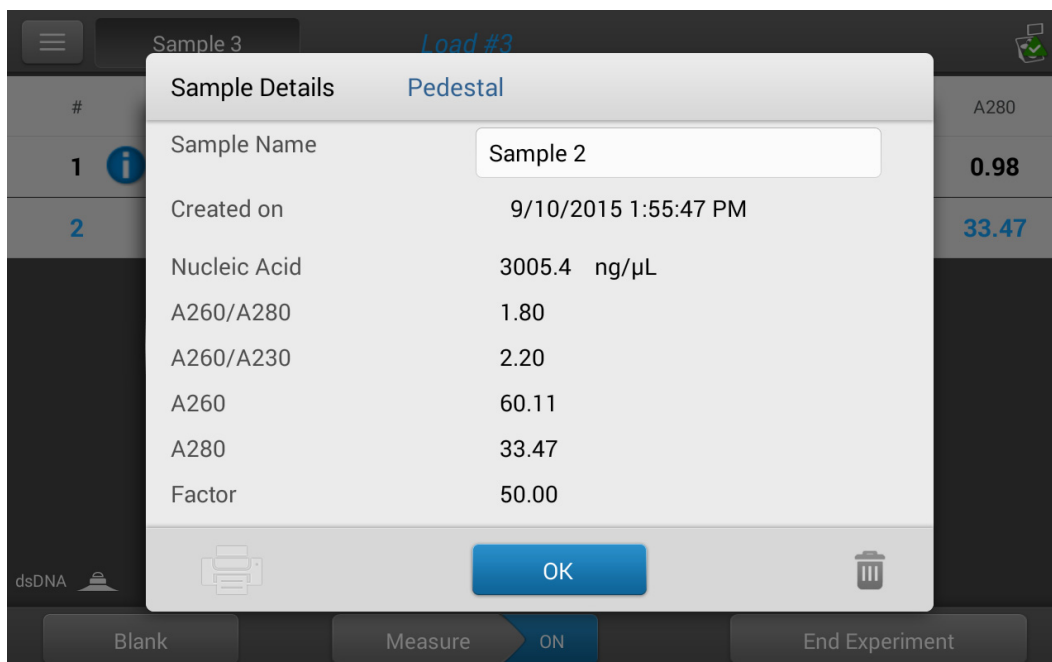 Sample 3 Load #3
Sample Details Pedestal
# A280
Sample Name Sample 2
1 i 0.98
Created on 9/10/2015 1:55:47 PM
2 33.47
Nucleic Acid 3005.4 ng/µL
A260/A280 1.80
A260/A230 2.20
A260 60.11
A280 33.47
Factor 50.00
OK
dsDNA
Blank Measure ON End Experiment